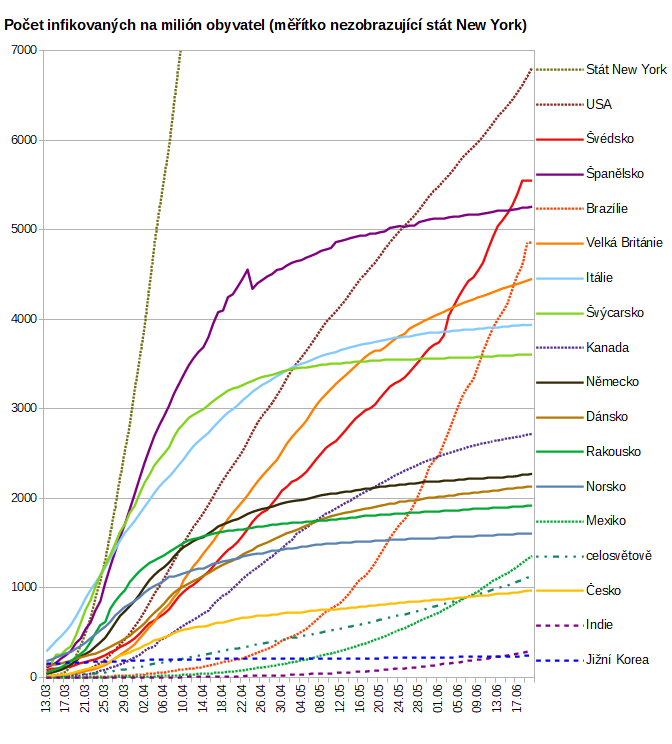 Počet infikovaných na milión obyvatel (měřítko nezobrazující stát New York)
7000
6000
5000
4000
3000
2000
1000
0
Stát New York
USA
Švédsko
Španělsko
Brazílie
Velká Británie
Itálie
Švýcarsko
Kanada
Německo
Dánsko
Rakousko
Norsko
Mexiko
celosvětově
Česko
Indie
Jižní Korea
13.03
17.03
21.03
25.03
29.03
02.04
06.04
10.04
14.04
18.04
22.04
26.04
30.04
04.05
08.05
12.05
16.05
20.05
24.05
28.05
01.06
05.06
09.06
13.06
17.06